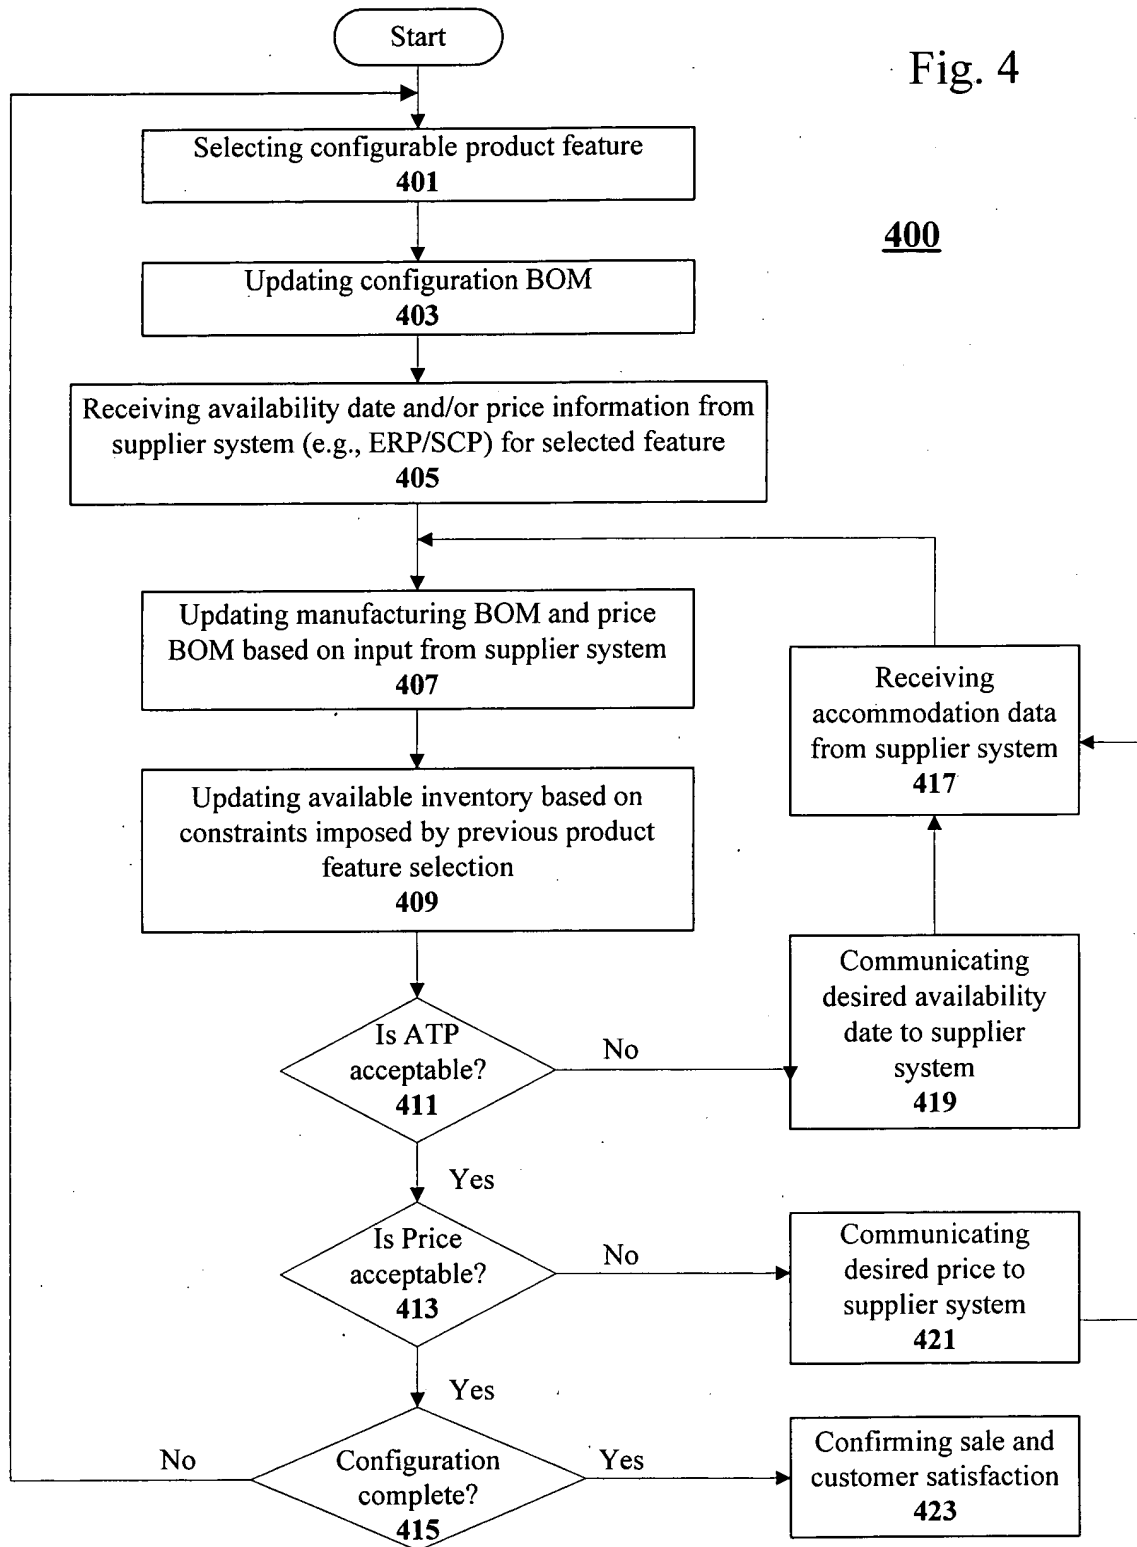 Start
Fig. 4
Selecting configurable product feature
401
400
Updating configuration BOM
403
Receiving availability date and/or price information from
supplier system (e.g., ERP/SCP) for selected feature
405
Updating manufacturing BOM and price
BOM based on input from supplier system
407
Receiving
accommodation data
from supplier system
417
Updating available inventory based on
constraints imposed by previous product
feature selection
409
Communicating
desired availability
date to supplier
system
419
Is ATP
acceptable?
411
No
Yes
Is Price
acceptable?
413
No
Communicating
desired price to
supplier system
421
Yes
No
Configuration
complete?
415
Yes
Confirming sale and
customer satisfaction
423